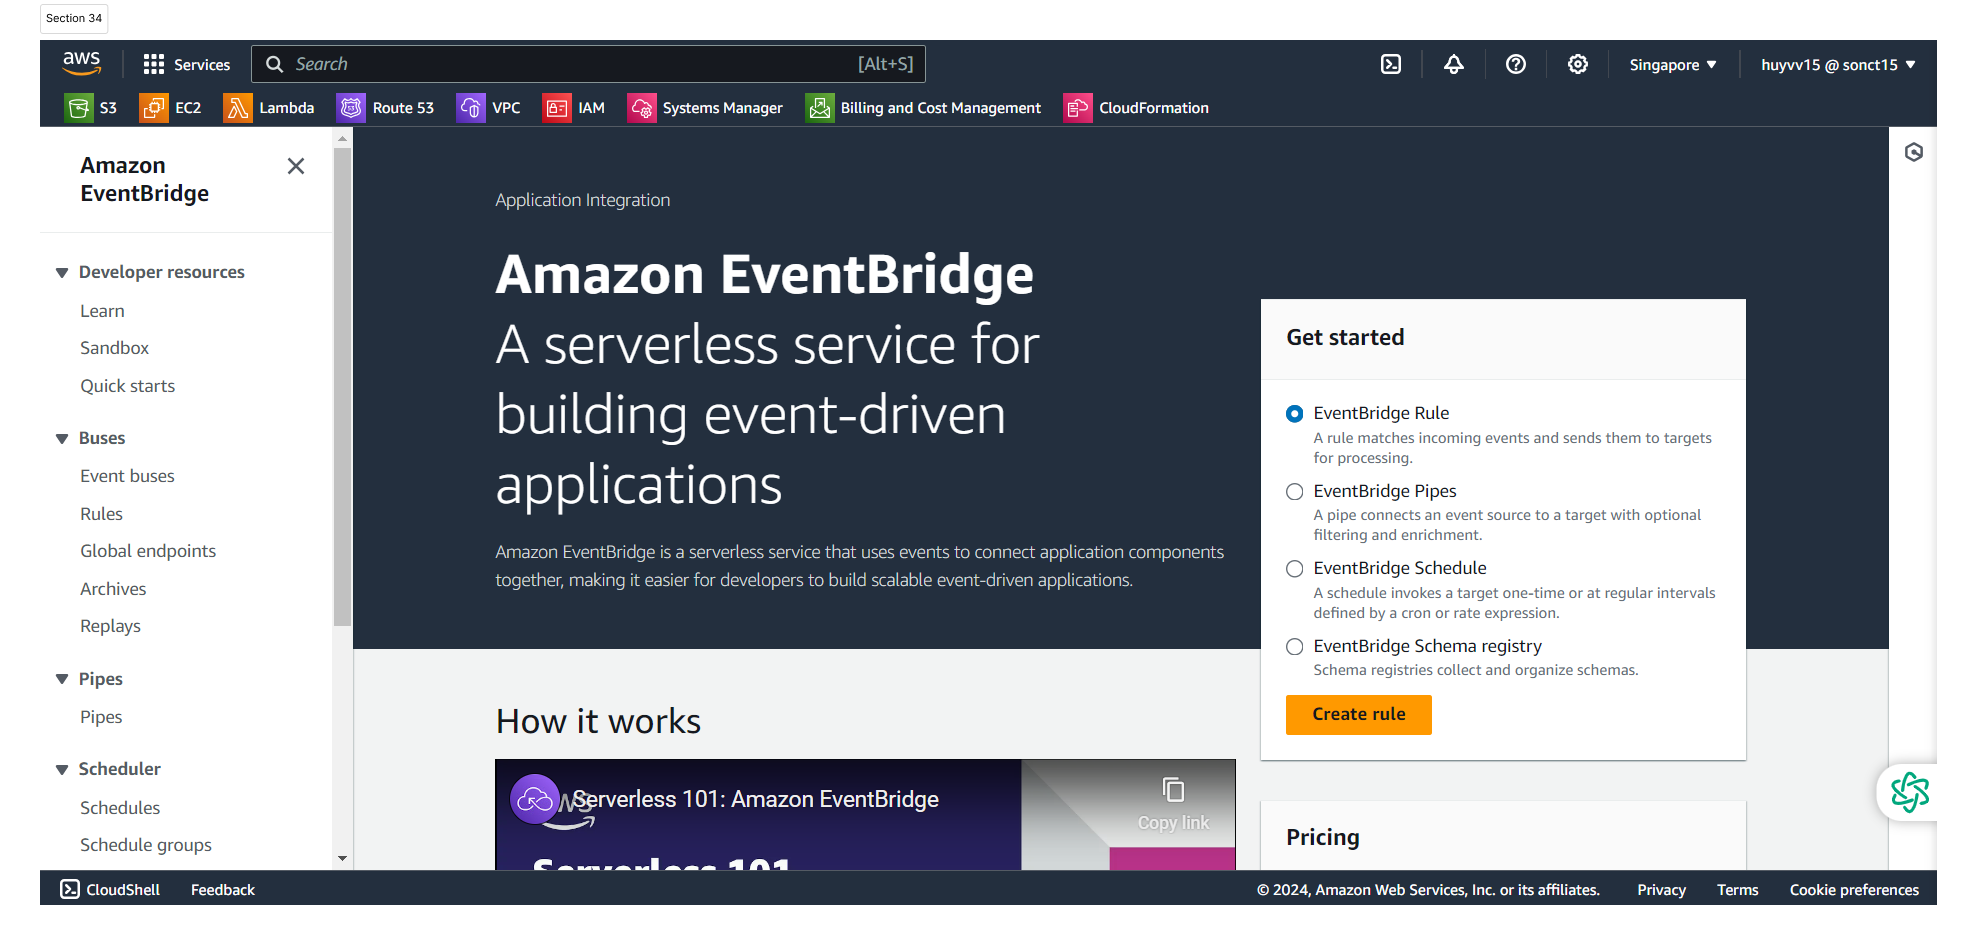 Section 34
aws
Services
Search
[Alt+S]
Singapore
huyvv15 @ sonct15
S3
EC2
Lambda
Route 53
VPC
IAM
Systems Manager
Billing and Cost Management
CloudFormation
Amazon
EventBridge
Developer resources
Learn
Sandbox
Quick starts
Buses
Event buses
Rules
Global endpoints
Archives
Replays
Pipes
Pipes
Scheduler
Schedules
Schedule groups
Application Integration
Amazon EventBridge
A serverless service for
building event-driven
applications
Amazon EventBridge is a serverless service that uses events to connect application components
together, making it easier for developers to build scalable event-driven applications.
Get started
EventBridge Rule
A rule matches incoming events and sends them to targets
for processing.
EventBridge Pipes
A pipe connects an event source to a target with optional
filtering and enrichment.
EventBridge Schedule
A schedule invokes a target one-time or at regular intervals
defined by a cron or rate expression.
EventBridge Schema registry
Schema registries collect and organize schemas.
Create rule
How it works
Serverless 101: Amazon EventBridge
Copy link
Serverless 101
Pricing
CloudShell
Feedback
© 2024, Amazon Web Services, Inc. or its affiliates.
Privacy
Terms
Cookie preferences